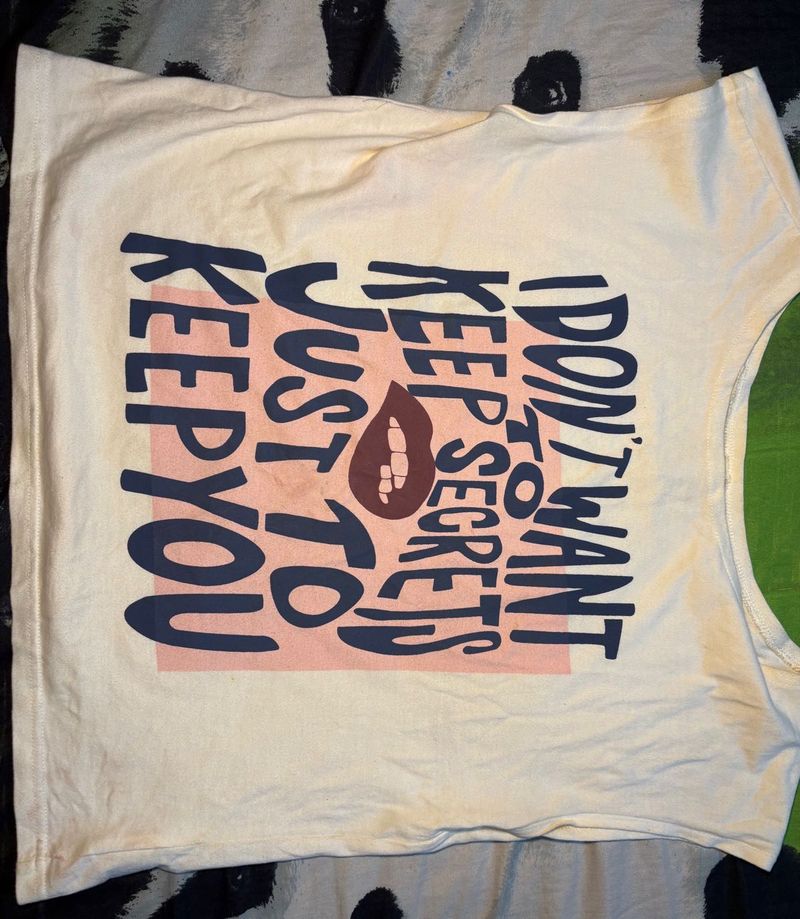 I DON'T WANT
TO
KEEP SECRETS
JUST TO
KEEP YOU